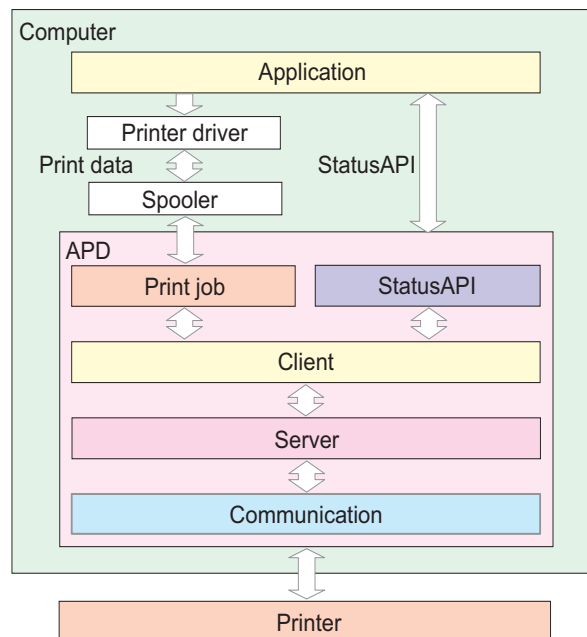 Computer
Application
Printer driver
Print data
StatusAPI
Spooler
APD
Print job
StatusAPI
Client
Server
Communication
Printer